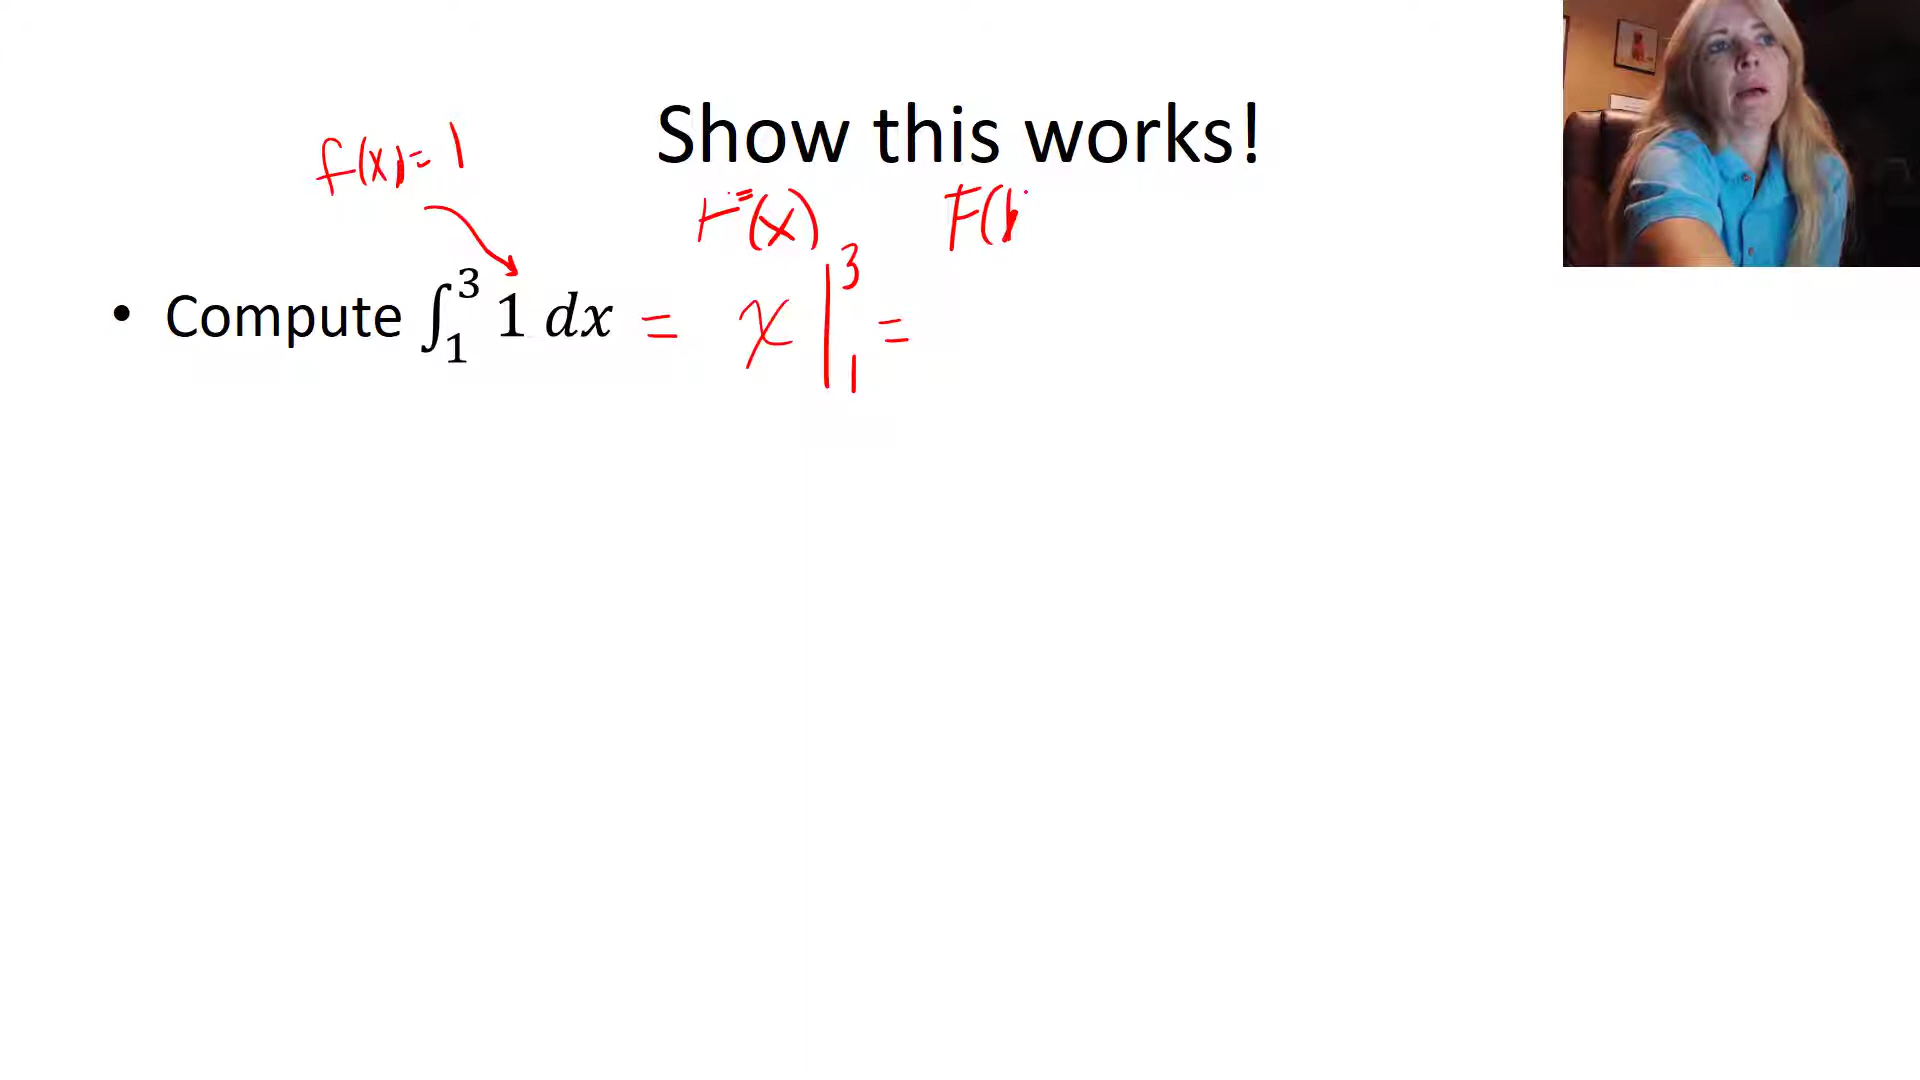 Show this works!
f(x) = 1
F(x) F(b
• Compute ∫₁³ 1 dx = x |₁³ =